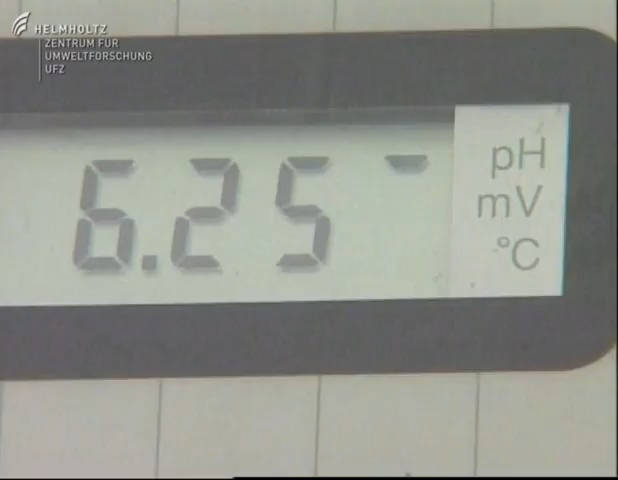 HELMHOLTZ
ZENTRUM FÜR
UMWELTFORSCHUNG
UFZ
6.25
pH
mV
°C